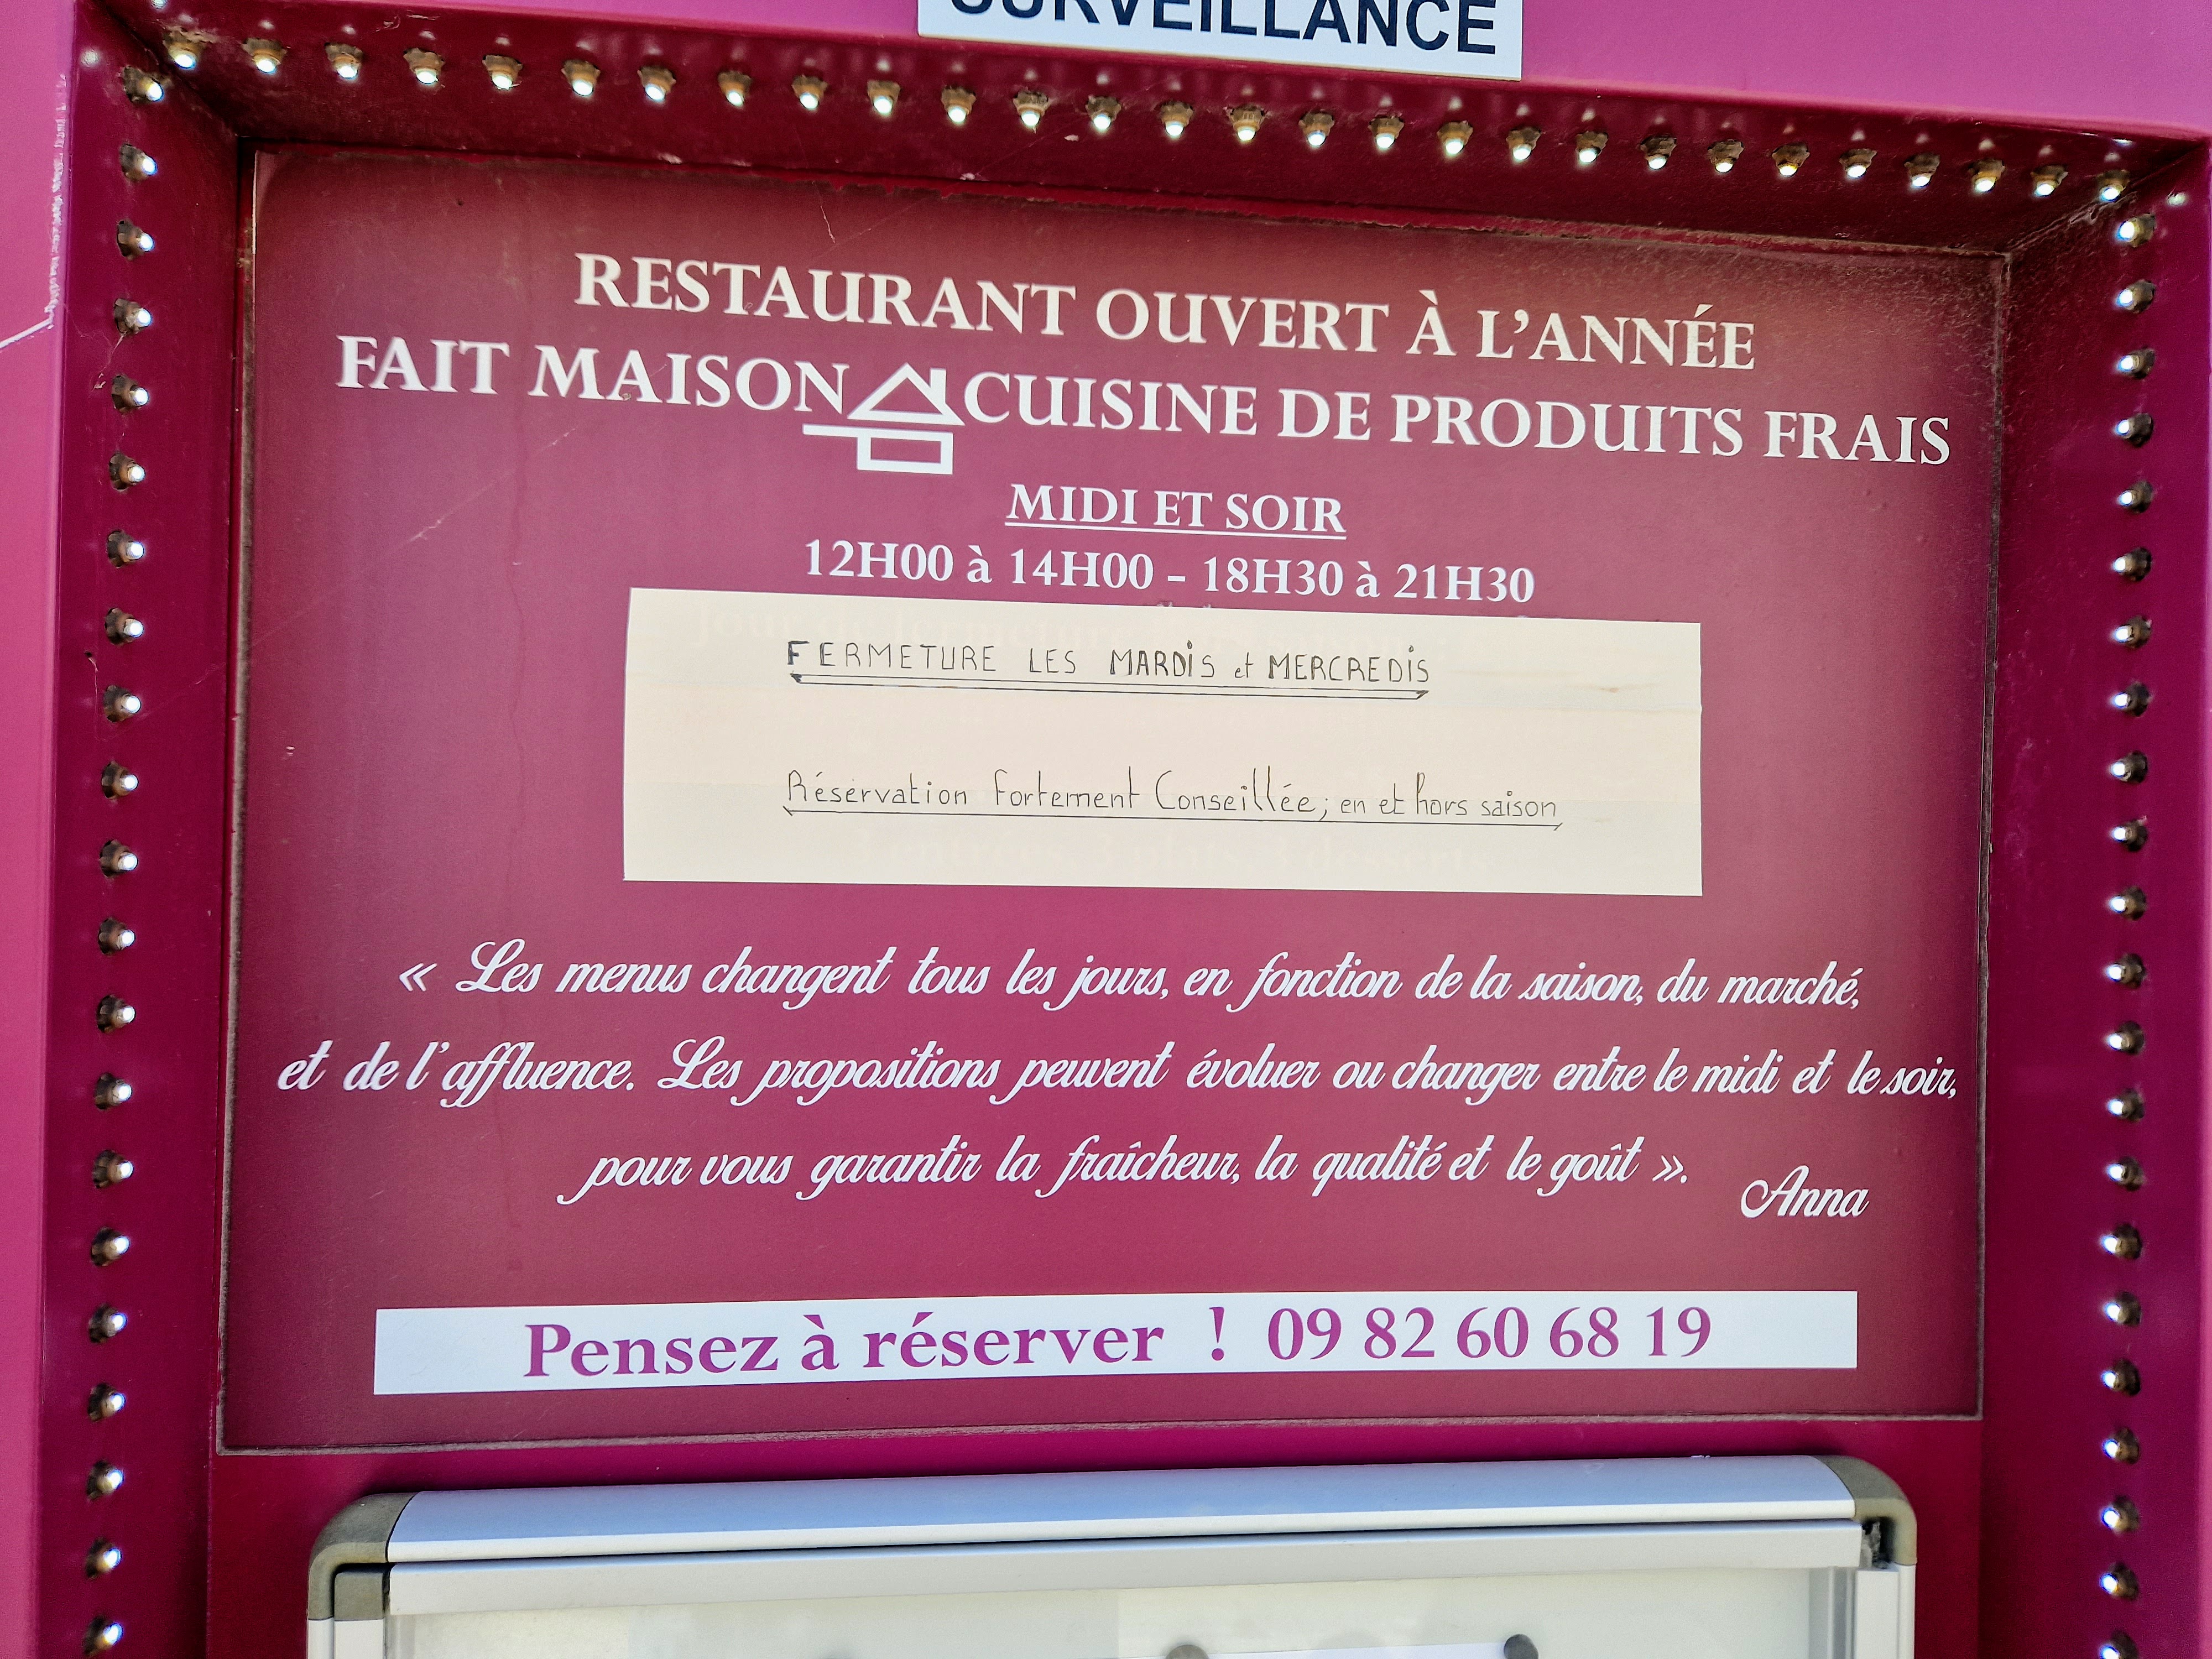 SURVEILLANCE
RESTAURANT OUVERT À L'ANNÉE
FAIT MAISON CUISINE DE PRODUITS FRAIS
MIDI ET SOIR
12H00 à 14H00 - 18H30 à 21H30
FERMETURE LES MARDIS et MERCREDIS
Réservation fortement Conseillée ; en et hors saison
« Les menus changent tous les jours, en fonction de la saison, du marché,
et de l'affluence. Les propositions peuvent évoluer ou changer entre le midi et le soir,
pour vous garantir la fraîcheur, la qualité et le goût ».
Anna
Pensez à réserver ! 09 82 60 68 19